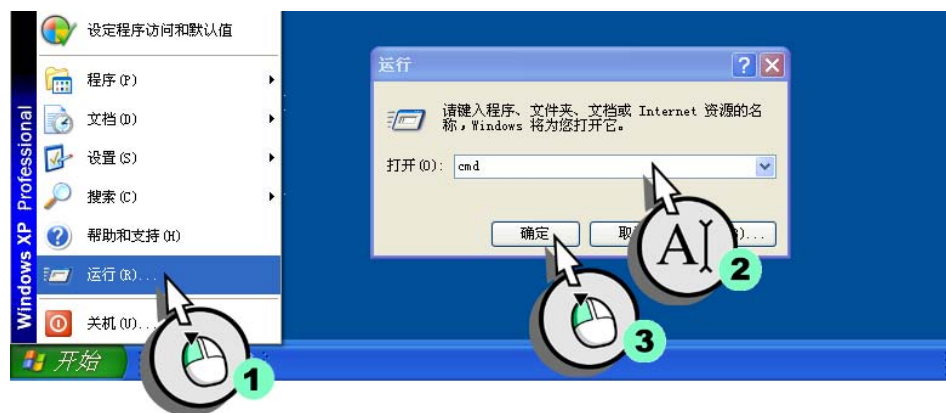 设定程序访问和默认值
程序(P)
文档(D)
设置(S)
搜索(C)
帮助和支持(H)
运行(R)...
关机(U)...
Windows XP Professional
开始
1
运行
请键入程序、文件夹、文档或 Internet 资源的名
称,Windows 将为您打开它。
打开(O): cmd
确定
取
)...
A
2
3